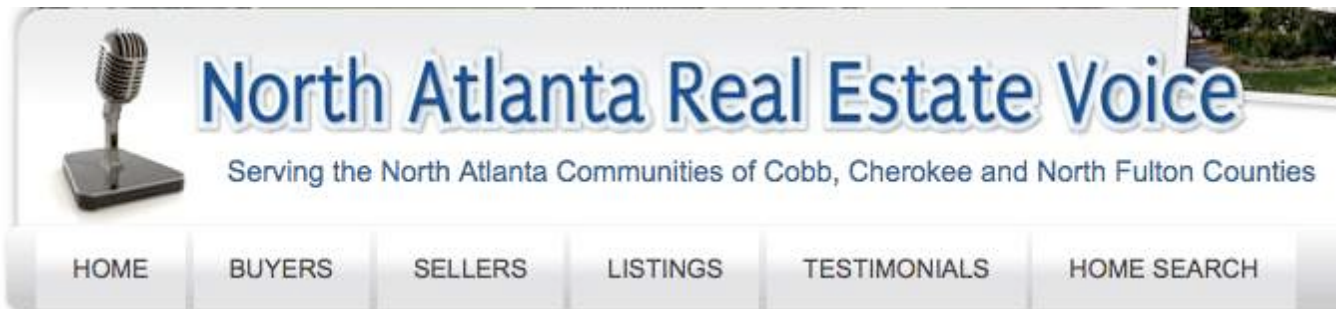 North Atlanta Real Estate Voice
Serving the North Atlanta Communities of Cobb, Cherokee and North Fulton Counties
HOME BUYERS SELLERS LISTINGS TESTIMONIALS HOME SEARCH